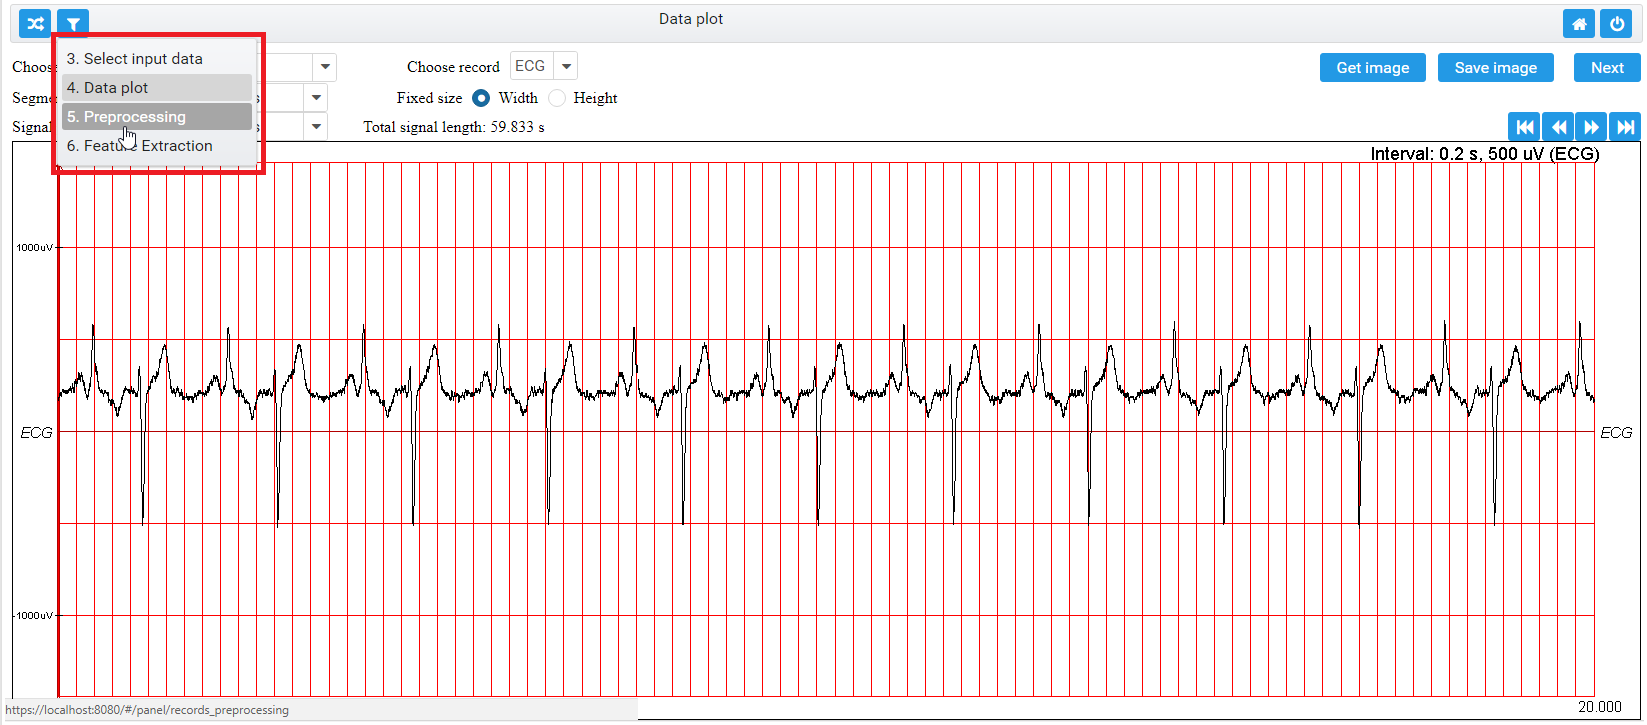 Data plot
3. Select input data
4. Data plot
5. Preprocessing
6. Feature Extraction
Choose record ECG
Get image Save image Next
Fixed size Width Height
Signal
Total signal length: 59.833 s
Interval: 0.2 s, 500 uV (ECG)
1000uV
ECG ECG
-1000uV
https://localhost:8080/#/panel/records_preprocessing
20.000